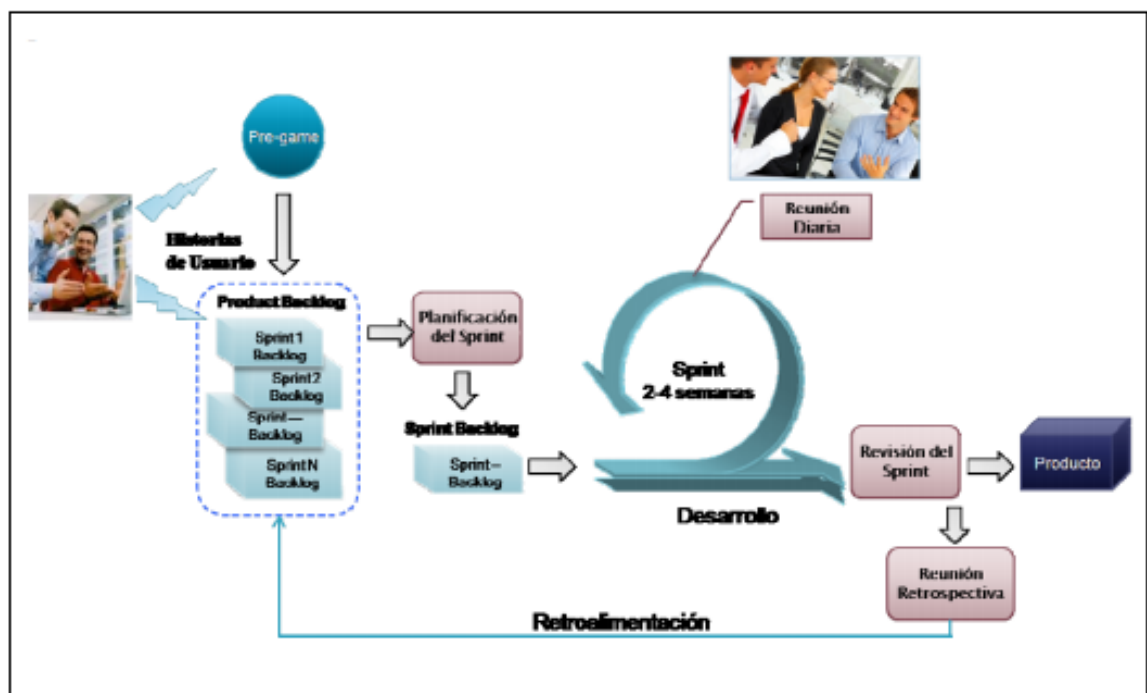 Pre-game
Historias
de Usuario
Product Backlog
Sprint 1
Backlog
Sprint 2
Backlog
Sprint—
Backlog
Sprint N
Backlog
Planificación
del Sprint
Sprint Backlog
Sprint—
Backlog
Reunión
Diaria
Sprint
2-4 semanas
Desarrollo
Revisión del
Sprint
Producto
Reunión
Retrospectiva
Retroalimentación